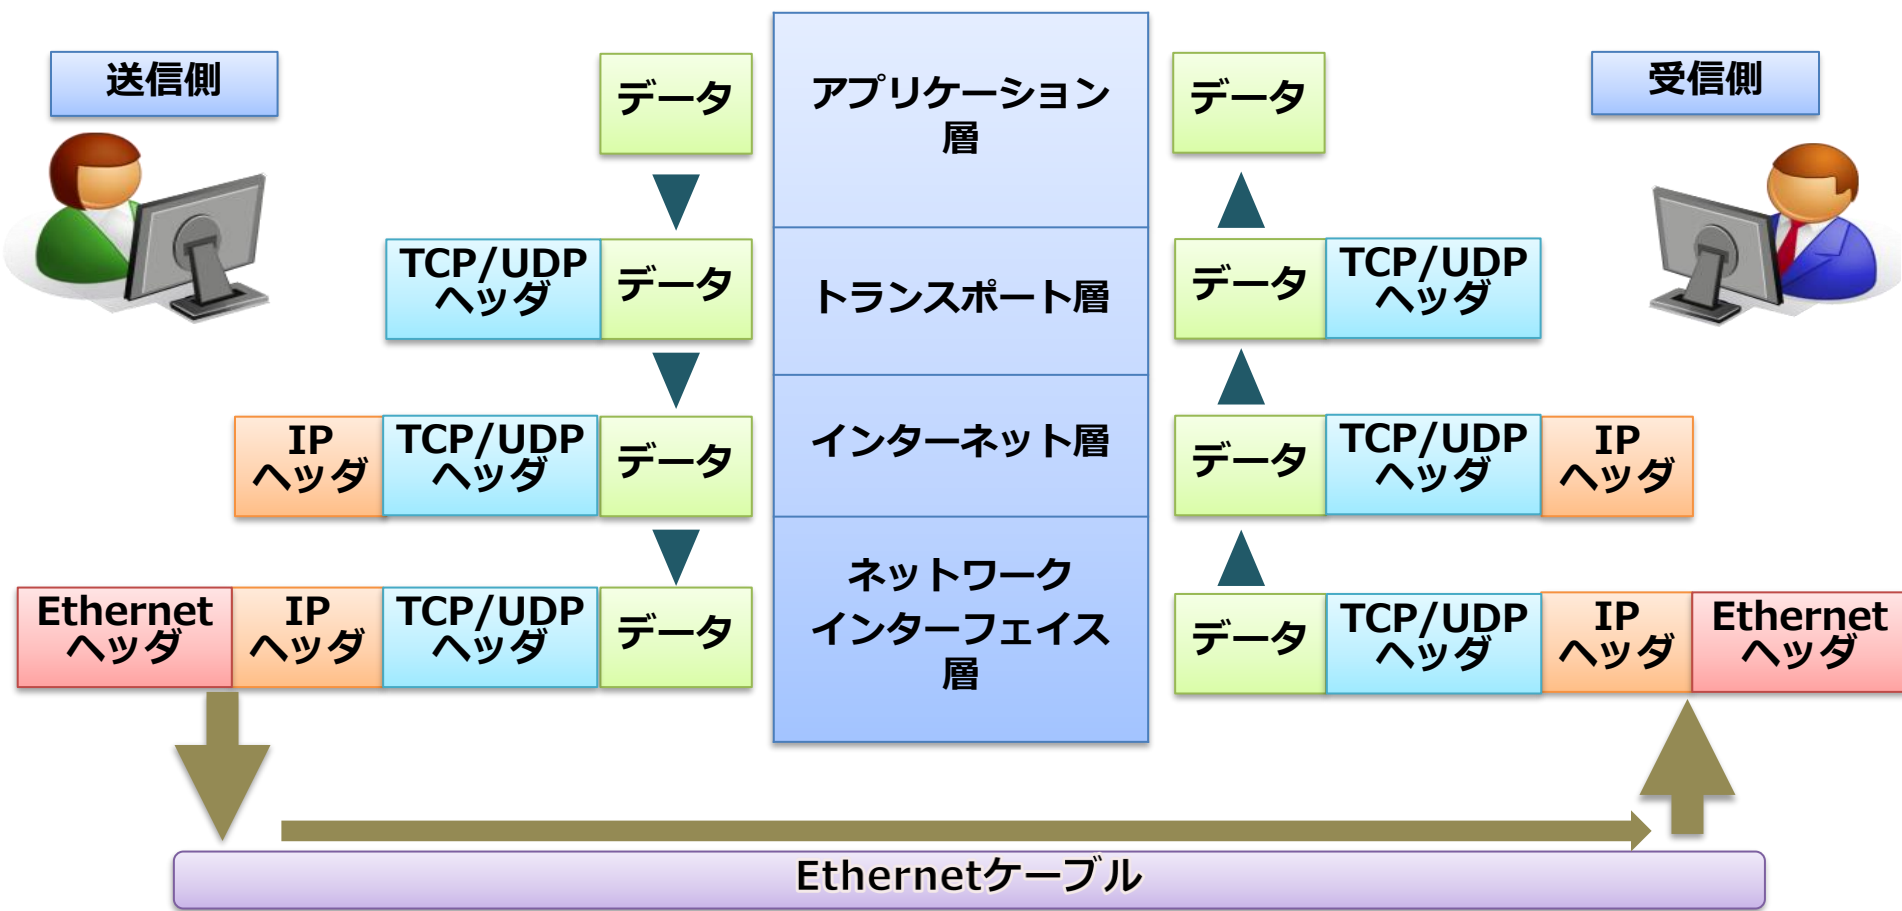 送信側
データ
アプリケーション
層
データ
受信側
TCP/UDP
ヘッダ
データ
トランスポート層
データ
TCP/UDP
ヘッダ
IP
ヘッダ
TCP/UDP
ヘッダ
データ
インターネット層
データ
TCP/UDP
ヘッダ
IP
ヘッダ
Ethernet
ヘッダ
IP
ヘッダ
TCP/UDP
ヘッダ
データ
ネットワーク
インターフェイス
層
データ
TCP/UDP
ヘッダ
IP
ヘッダ
Ethernet
ヘッダ
Ethernetケーブル